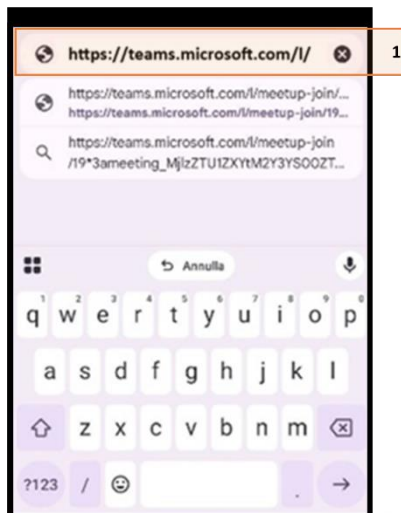 https://teams.microsoft.com/l/
1
https://teams.microsoft.com/l/meetup-join/...
https://teams.microsoft.com/l/meetup-join/19...
https://teams.microsoft.com/l/meetup-join
/19*3ameeting_MjlzZTU1ZXYtM2Y3YS00ZT...
Annulla
1 2 3 4 5 6 7 8 9 0
q w e r t y u i o p
a s d f g h j k l
z x c v b n m
?123 / .